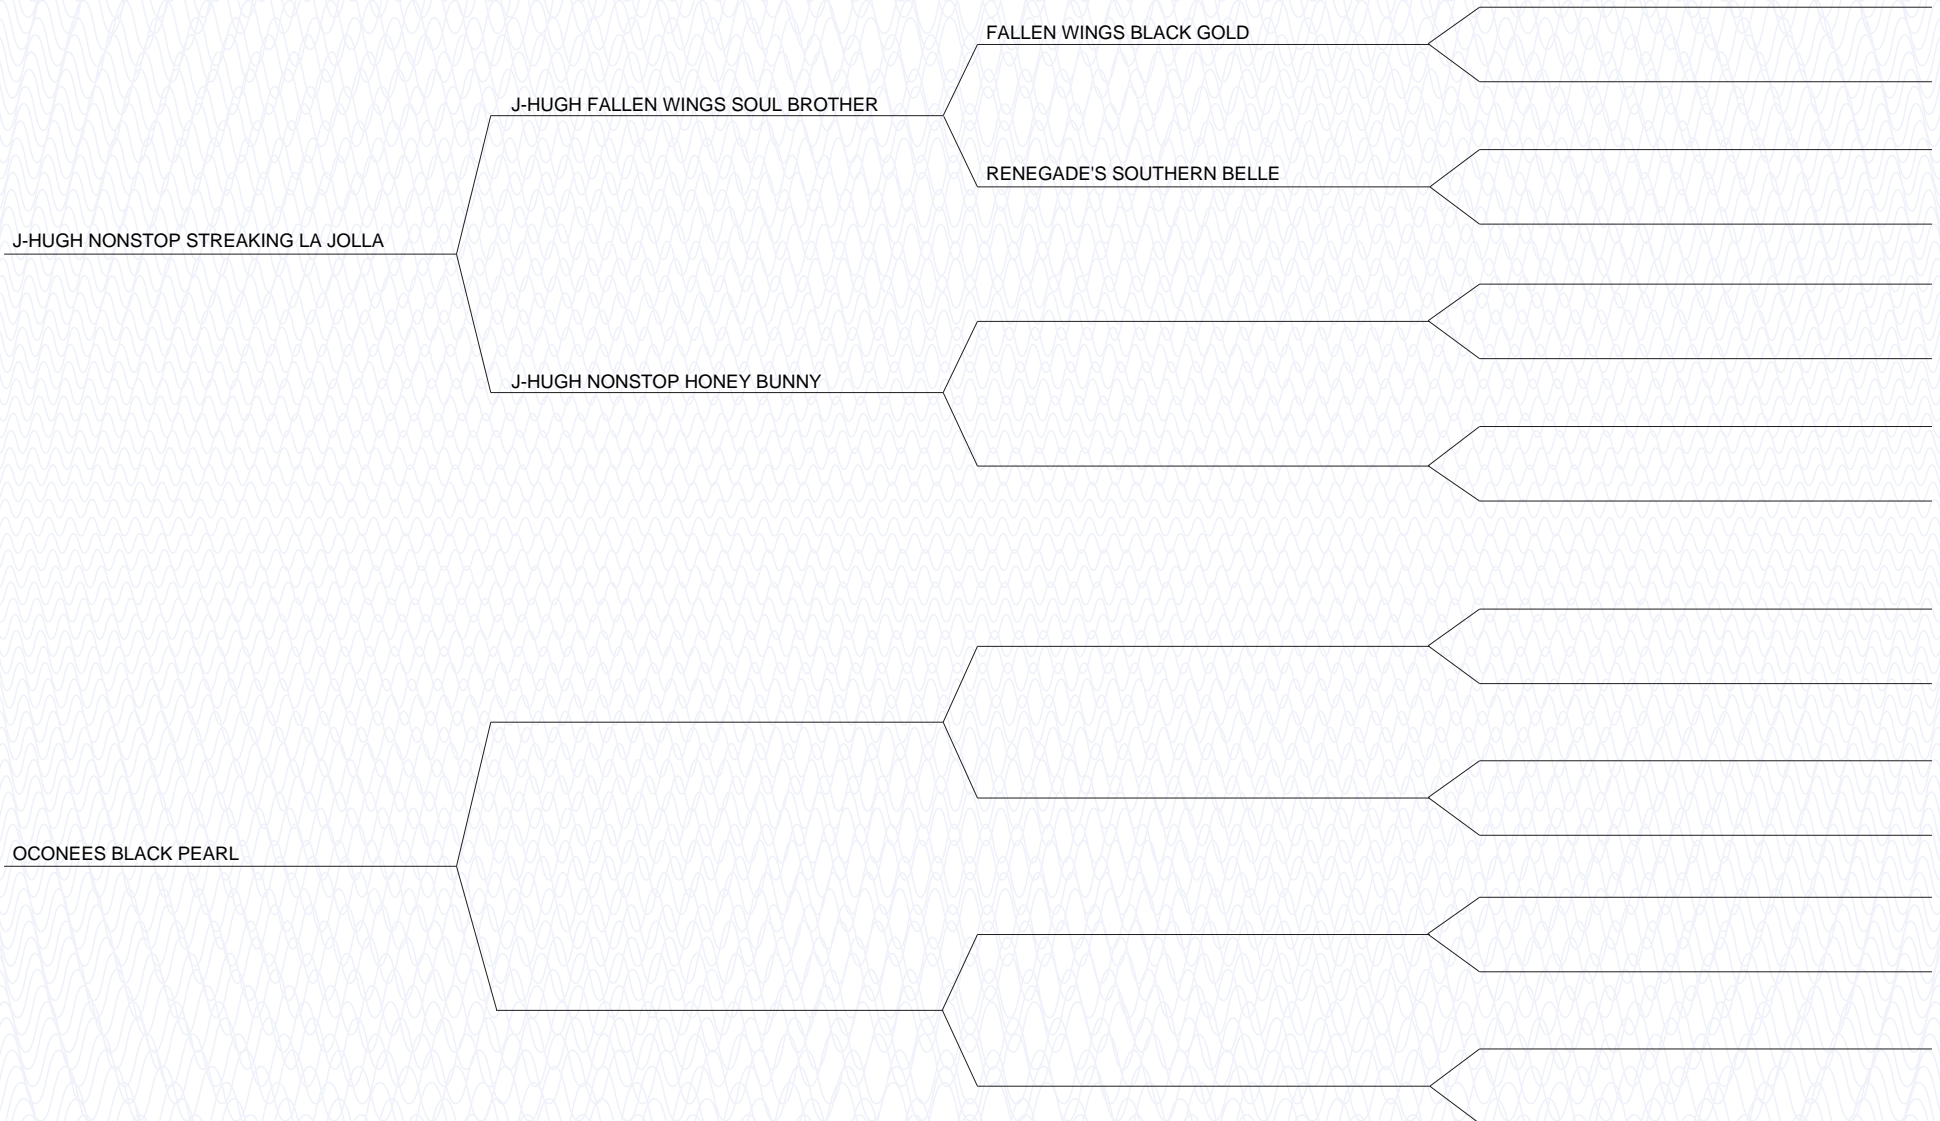 FALLEN WINGS BLACK GOLD
J-HUGH FALLEN WINGS SOUL BROTHER
RENEGADE'S SOUTHERN BELLE
J-HUGH NONSTOP STREAKING LA JOLLA
J-HUGH NONSTOP HONEY BUNNY
OCONEES BLACK PEARL